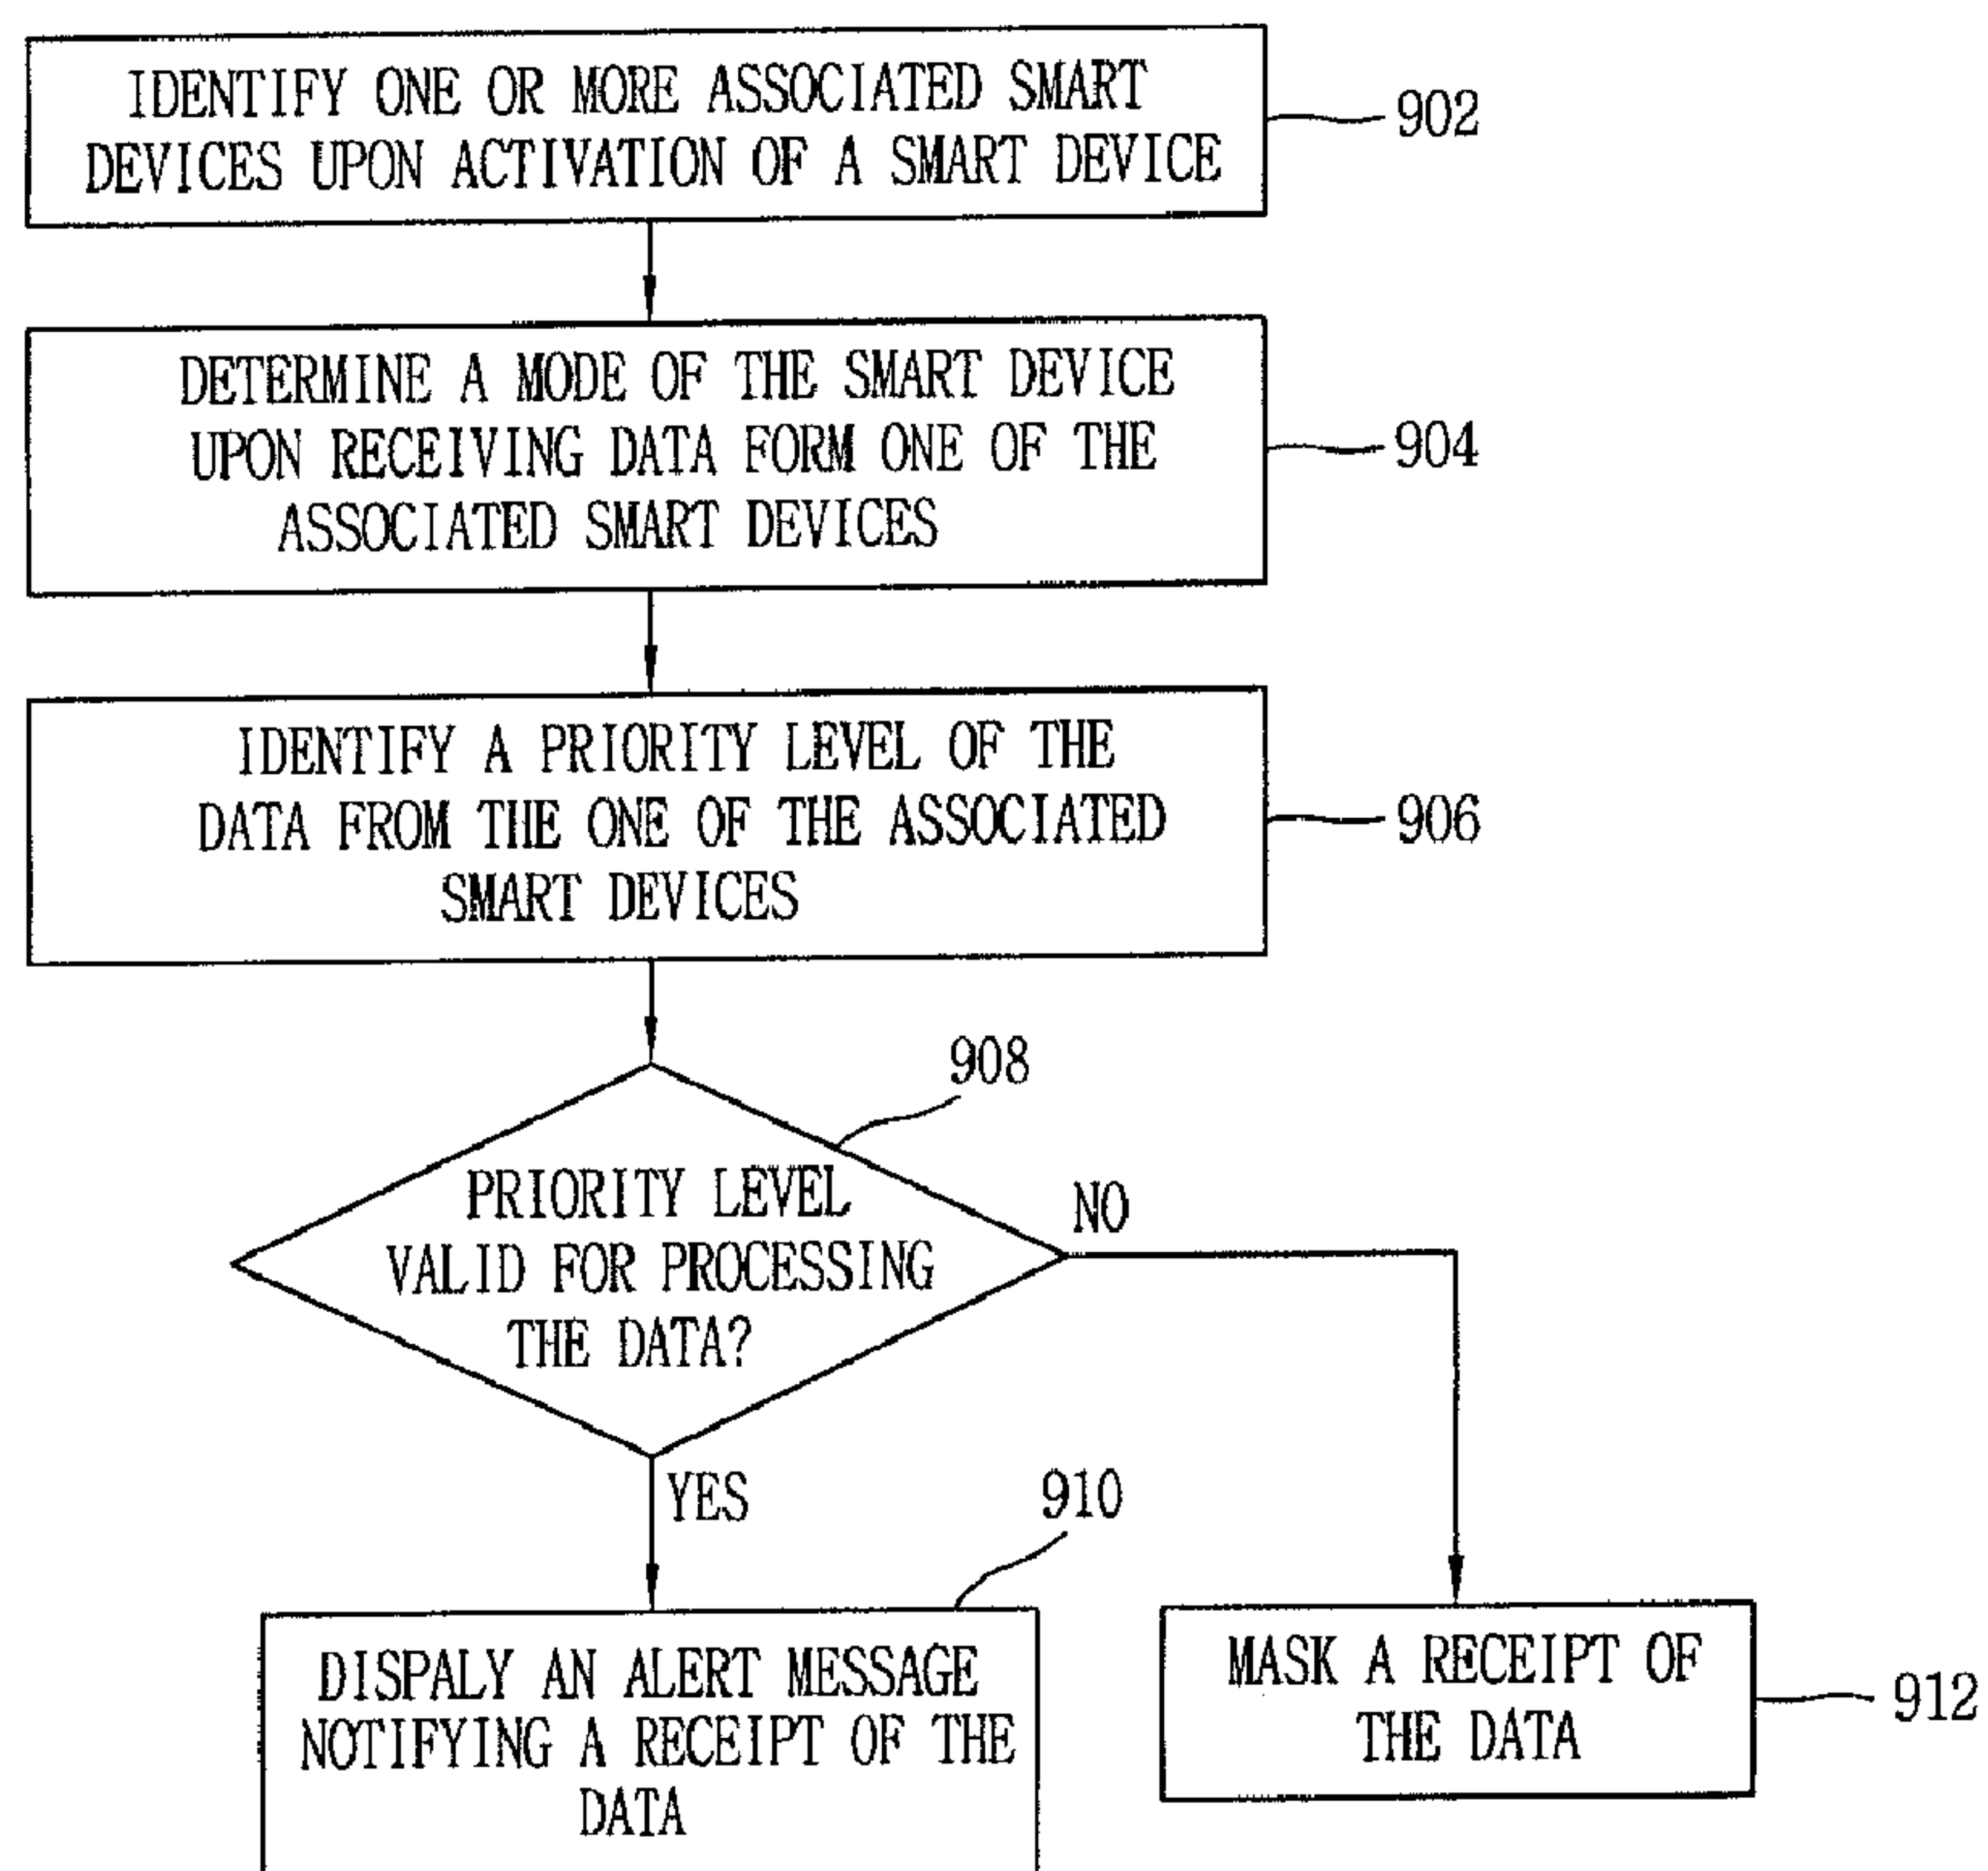 IDENTIFY ONE OR MORE ASSOCIATED SMART
DEVICES UPON ACTIVATION OF A SMART DEVICE
902
DETERMINE A MODE OF THE SMART DEVICE
UPON RECEIVING DATA FORM ONE OF THE
ASSOCIATED SMART DEVICES
904
IDENTIFY A PRIORITY LEVEL OF THE
DATA FROM THE ONE OF THE ASSOCIATED
SMART DEVICES
906
908
PRIORITY LEVEL
VALID FOR PROCESSING
THE DATA?
NO
YES
910
DISPALY AN ALERT MESSAGE
NOTIFYING A RECEIPT OF THE
DATA
MASK A RECEIPT OF
THE DATA
912